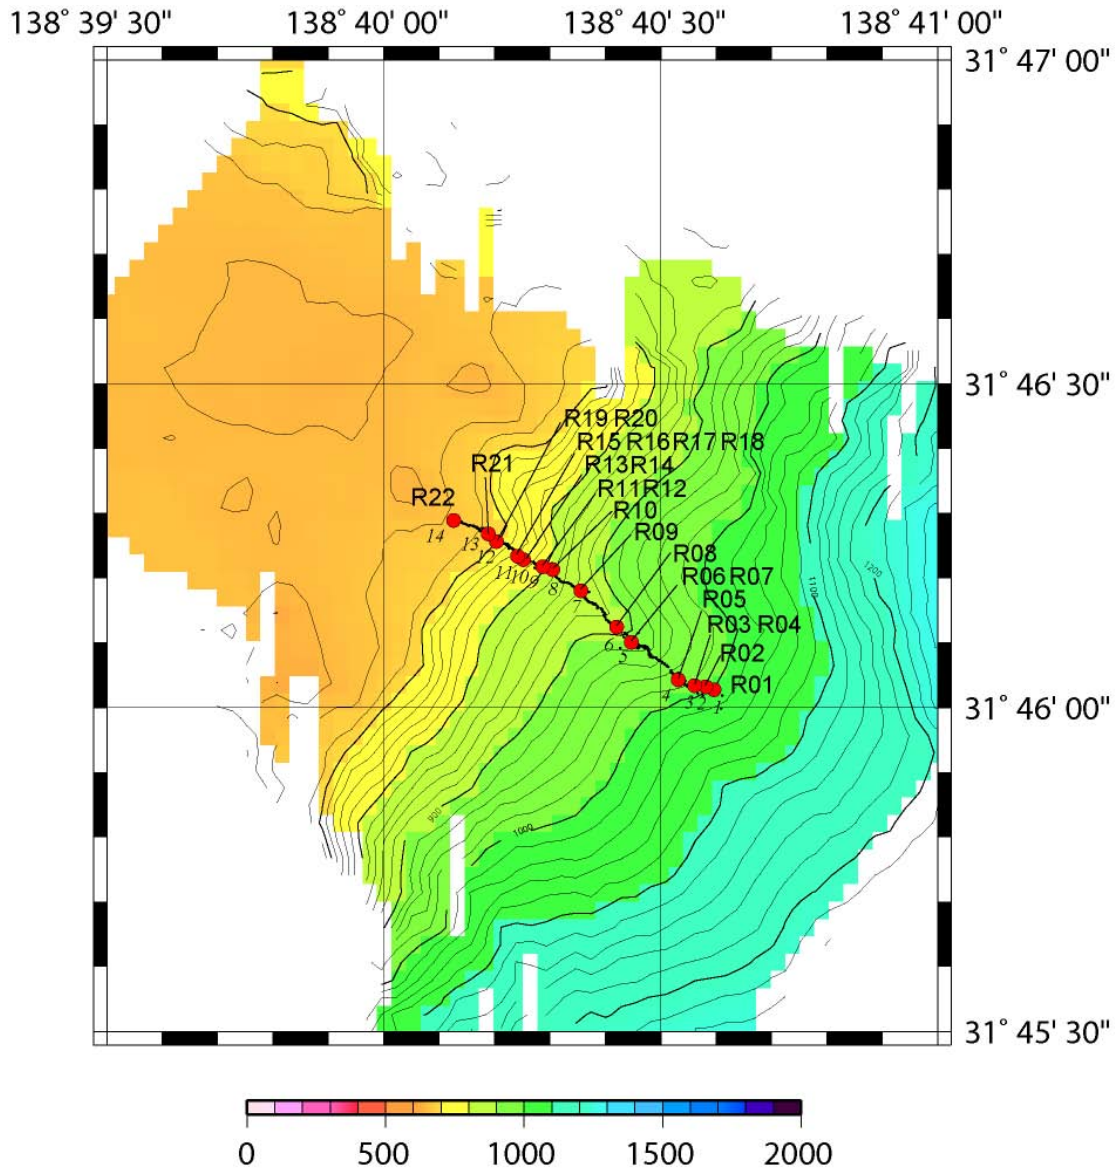 138° 39' 30" 138° 40' 00" 138° 40' 30" 138° 41' 00"
31° 47' 00"
31° 46' 30"
R19 R20
R15 R16 R17 R18
R21
R13 R14
R22
R11 R12
R10
R09
R08
R06 R07
R05
R03 R04
R02
R01
14
13
12
11
10
9
8
7
6
5
4
3
2
1
1100
1200
31° 46' 00"
900
1000
31° 45' 30"
0 500 1000 1500 2000